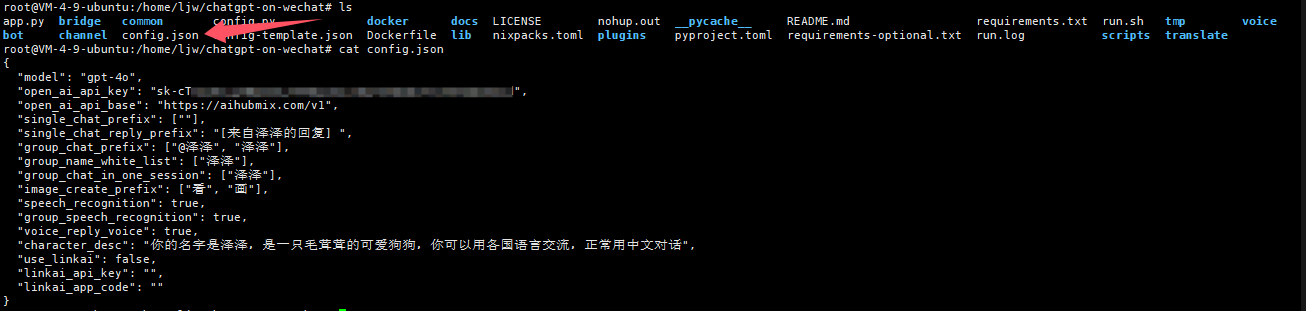 root@VM-4-9-ubuntu:/home/ljw/chatgpt-on-wechat# ls
app.py bridge common config.py docker docs LICENSE nohup.out __pycache__ README.md requirements.txt run.sh tmp voice
bot channel config.json config-template.json Dockerfile lib nixpacks.toml plugins pyproject.toml requirements-optional.txt run.log scripts translate
root@VM-4-9-ubuntu:/home/ljw/chatgpt-on-wechat# cat config.json
{
"model": "gpt-4o",
"open_ai_api_key": "sk-cT",
"open_ai_api_base": "https://aihubmix.com/v1",
"single_chat_prefix": [""],
"single_chat_reply_prefix": "[来自泽泽的回复] ",
"group_chat_prefix": ["@泽泽", "泽泽"],
"group_name_white_list": ["泽泽"],
"group_chat_in_one_session": ["泽泽"],
"image_create_prefix": ["看", "画"],
"speech_recognition": true,
"group_speech_recognition": true,
"voice_reply_voice": true,
"character_desc": "你的名字是泽泽，是一只毛茸茸的可爱狗狗，你可以用各国语言交流，正常用中文对话",
"use_linkai": false,
"linkai_api_key": "",
"linkai_app_code": ""
}